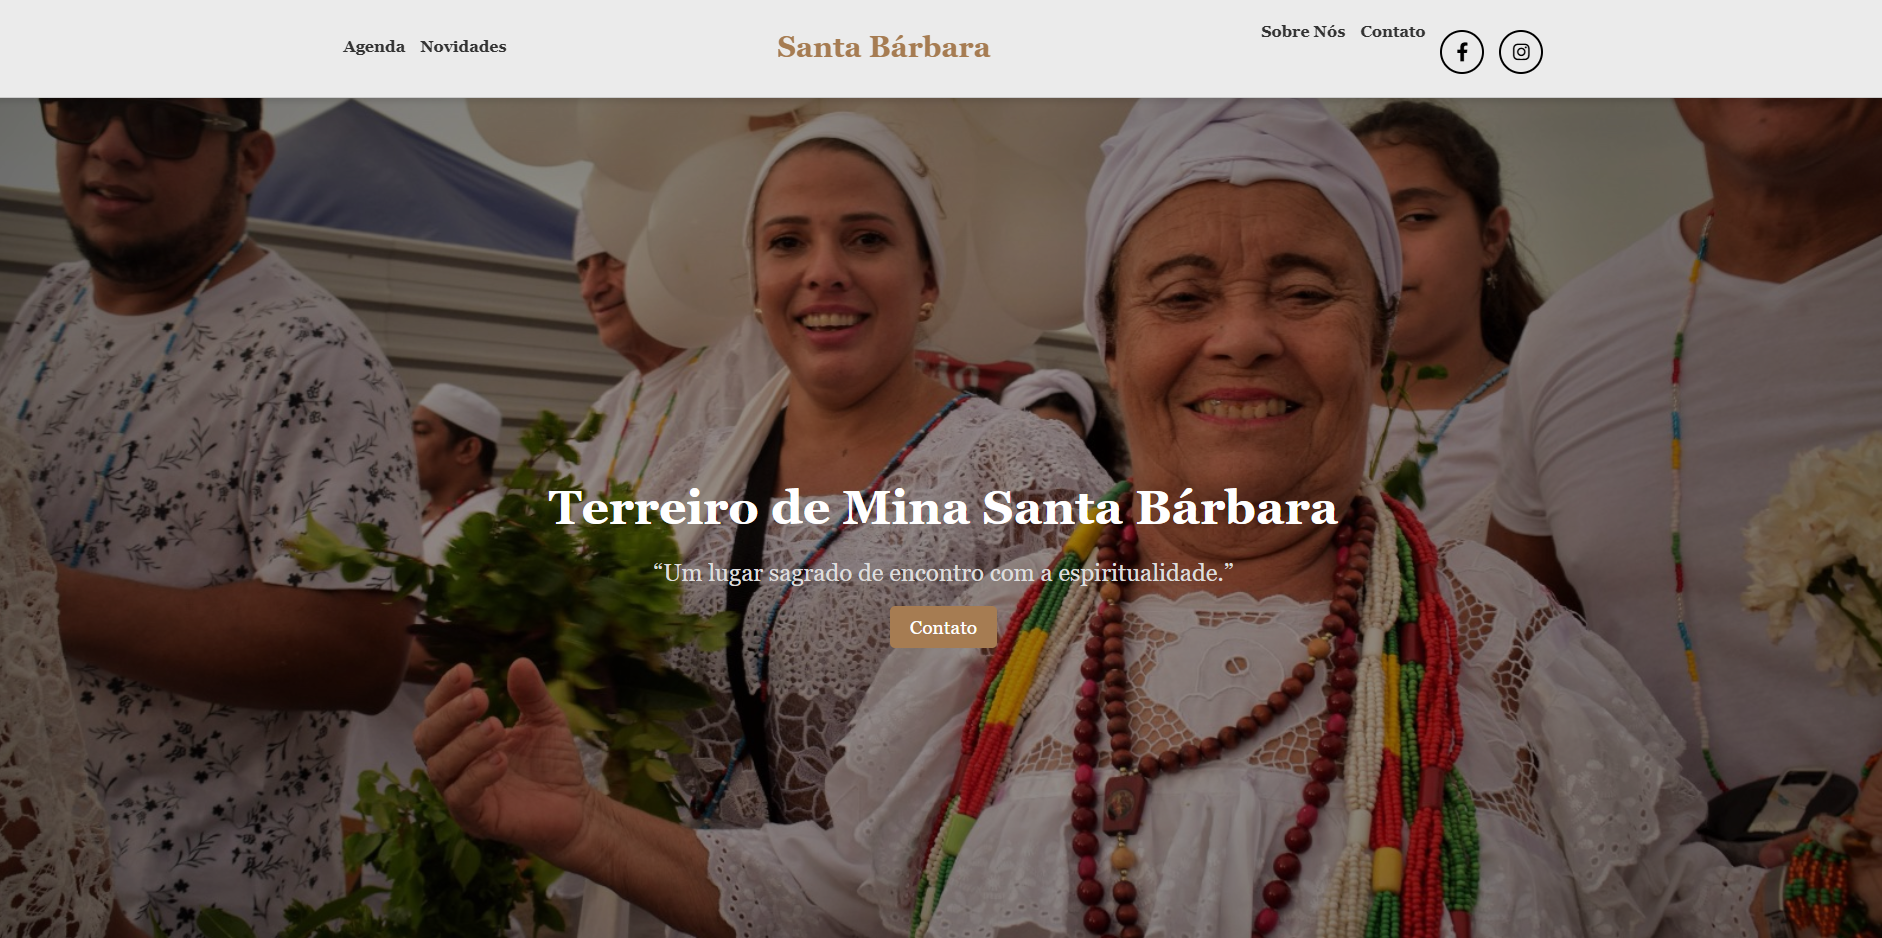 Agenda Novidades
Santa Bárbara
Sobre Nós Contato
Terreiro de Mina Santa Bárbara
“Um lugar sagrado de encontro com a espiritualidade.”
Contato